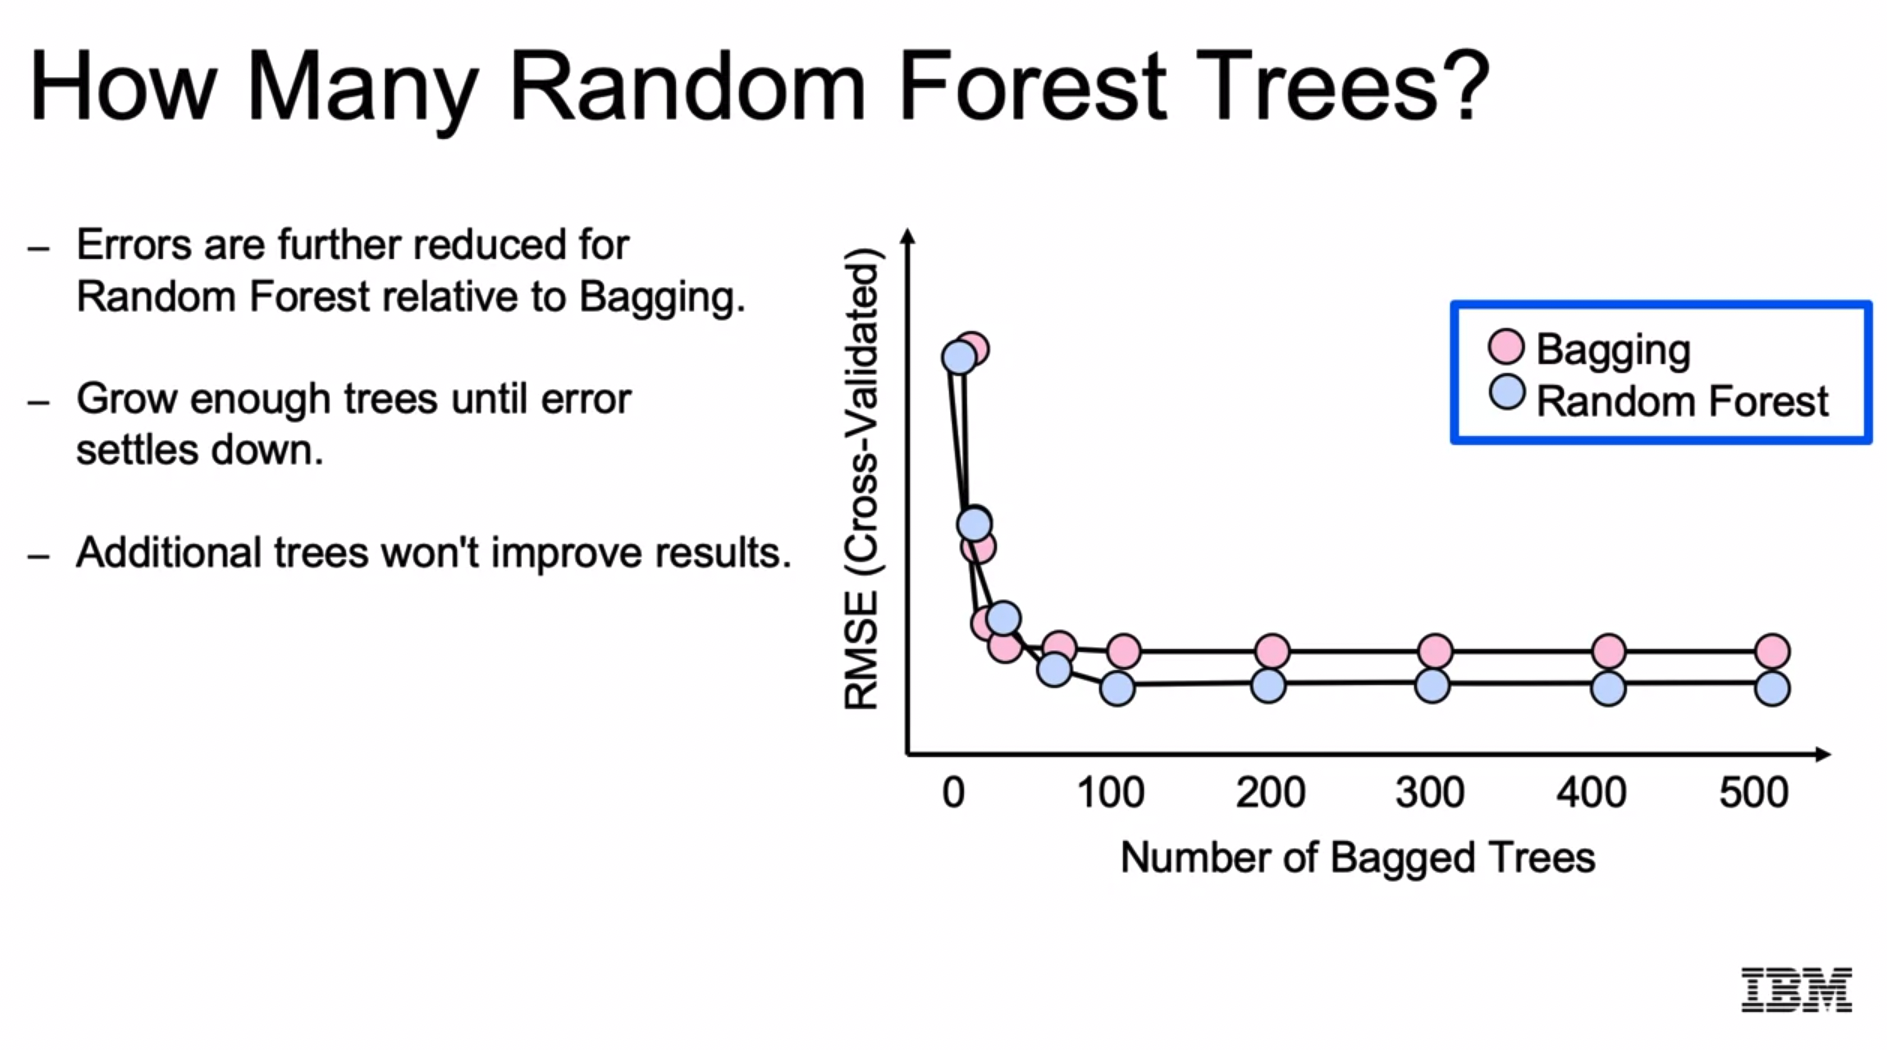 How Many Random Forest Trees?
– Errors are further reduced for
Random Forest relative to Bagging.
– Grow enough trees until error
settles down.
– Additional trees won't improve results.
RMSE (Cross-Validated)
Bagging
Random Forest
0 100 200 300 400 500
Number of Bagged Trees
IBM